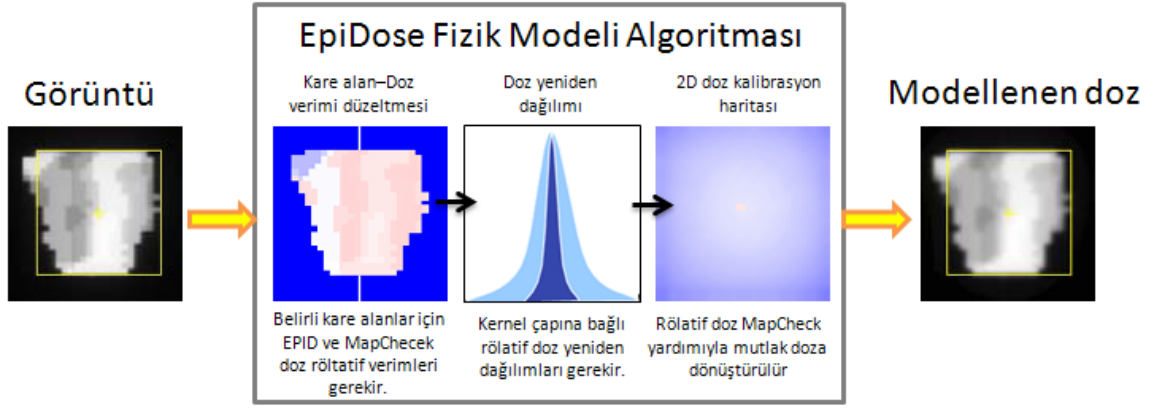 EpiDose Fizik Modeli Algoritması
Görüntü
Kare alan–Doz
verimi düzeltmesi
Doz yeniden
dağılımı
2D doz kalibrasyon
haritası
Modellenen doz
Belirli kare alanlar için
EPID ve MapChecek
doz röltatif verimleri
gerekir.
Kernel çapına bağlı
rölatif doz yeniden
dağılımları gerekir.
Rölatif doz MapCheck
yardımıyla mutlak doza
dönüştürülür